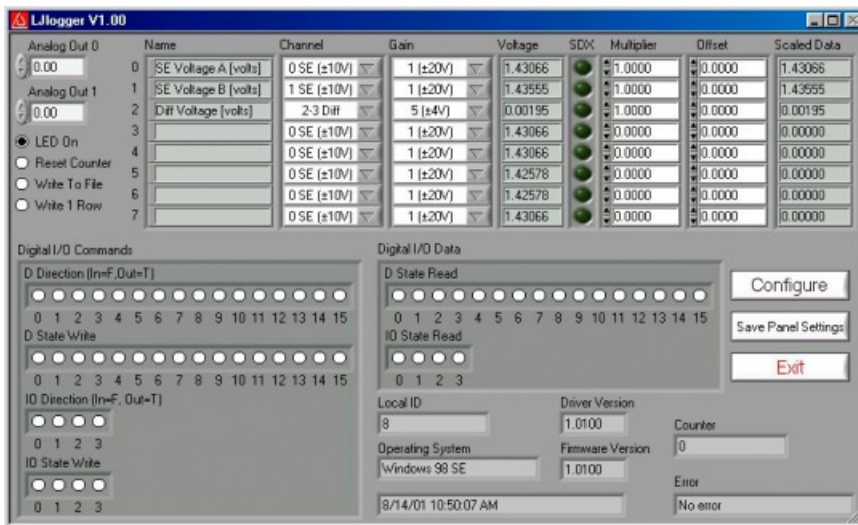 LJlogger V1.00
Analog Out 0
0.00
Analog Out 1
0.00
LED On
Reset Counter
Write To File
Write 1 Row
Name Channel Gain Voltage SDX Multiplier Offset Scaled Data
0 SE Voltage A [volts] 0 SE (±10V) 1 (±20V) 1.43066 1.0000 0.0000 1.43066
1 SE Voltage B [volts] 1 SE (±10V) 1 (±20V) 1.43555 1.0000 0.0000 1.43555
2 Diff Voltage [volts] 2-3 Diff 5 (±4V) 0.00195 1.0000 0.0000 0.00195
3 0 SE (±10V) 1 (±20V) 1.43066 0.0000 0.0000 0.00000
4 0 SE (±10V) 1 (±20V) 1.43066 0.0000 0.0000 0.00000
5 0 SE (±10V) 1 (±20V) 1.42578 0.0000 0.0000 0.00000
6 0 SE (±10V) 1 (±20V) 1.42578 0.0000 0.0000 0.00000
7 0 SE (±10V) 1 (±20V) 1.43066 0.0000 0.0000 0.00000
Digital I/O Commands
D Direction (In=F,Out=T)
0 1 2 3 4 5 6 7 8 9 10 11 12 13 14 15
D State Write
0 1 2 3 4 5 6 7 8 9 10 11 12 13 14 15
IO Direction (In=F, Out=T)
0 1 2 3
IO State Write
0 1 2 3
Digital I/O Data
D State Read
0 1 2 3 4 5 6 7 8 9 10 11 12 13 14 15
IO State Read
0 1 2 3
Configure
Save Panel Settings
Exit
Local ID
8
Driver Version
1.0100
Operating System
Windows 98 SE
Firmware Version
1.0100
Counter
0
Error
No error
8/14/01 10:50:07 AM